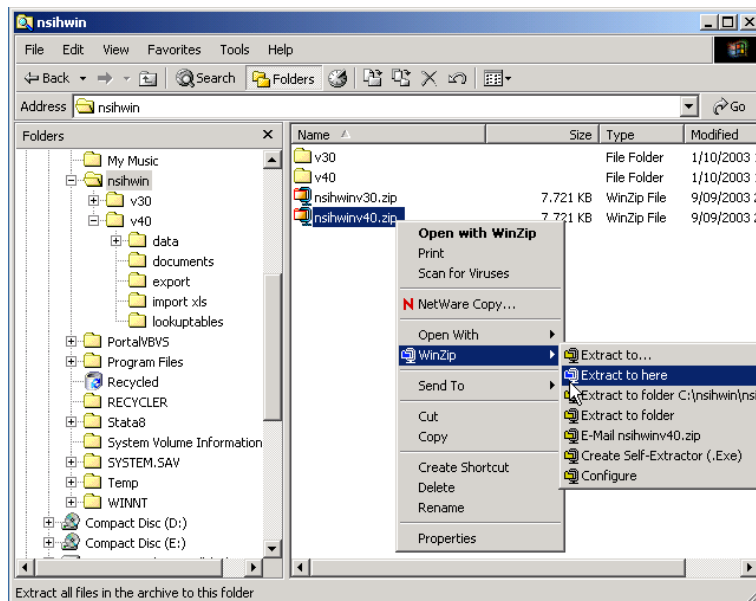 nsihwin
File Edit View Favorites Tools Help
Back Search Folders
Address nsihwin Go
Folders
My Music
nsihwin
v30
v40
data
documents
export
import xls
lookuptables
PortalVBVS
Program Files
Recycled
RECYCLER
Stata8
System Volume Information
SYSTEM.SAV
Temp
WINNT
Compact Disc (D:)
Compact Disc (E:)
Name Size Type Modified
v30 File Folder 1/10/2003
v40 File Folder 1/10/2003
nsihwinv30.zip 7.721 KB WinZip File 9/09/2003
nsihwinv40.zip 7.721 KB WinZip File 9/09/2003
Open with WinZip
Print
Scan for Viruses
NetWare Copy...
Open With
WinZip
Send To
Cut
Copy
Create Shortcut
Delete
Rename
Properties
Extract to...
Extract to here
Extract to folder C:\nsihwin\nsi
Extract to folder
E-Mail nsihwinv40.zip
Create Self-Extractor (.Exe)
Configure
Extract all files in the archive to this folder